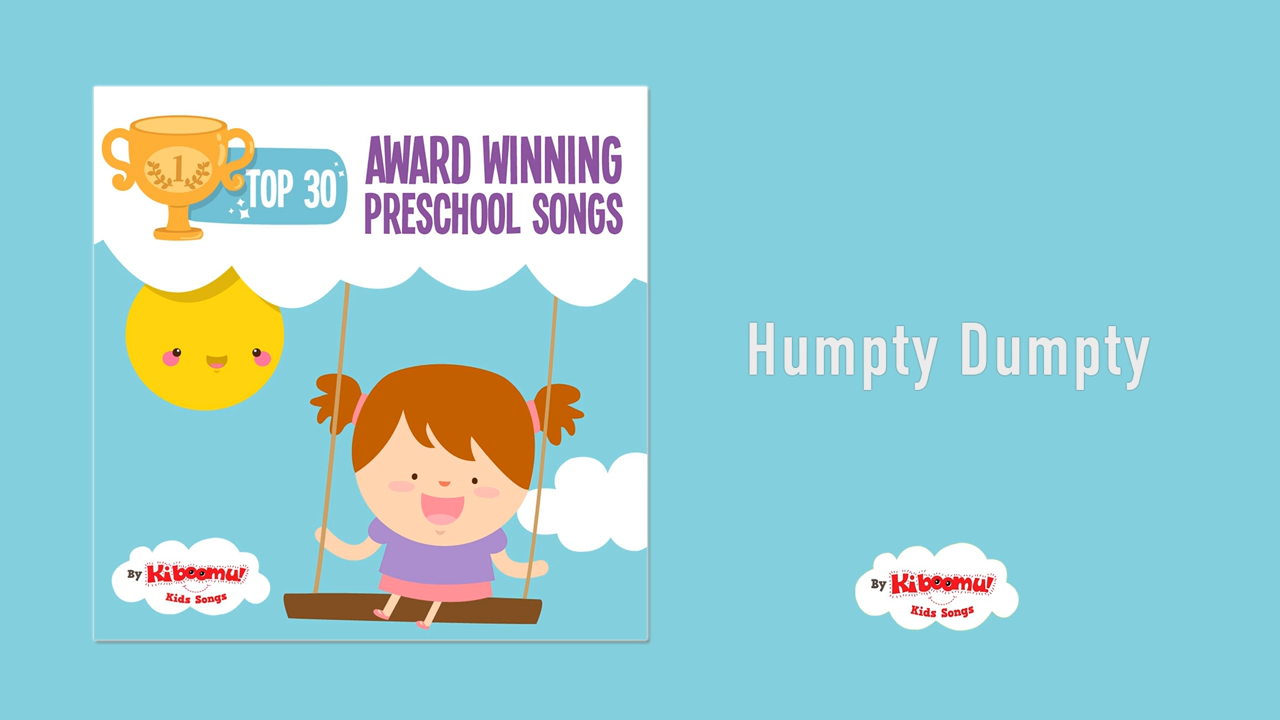 1
TOP 30
AWARD WINNING
PRESCHOOL SONGS
By Kiboomu!
Kids Songs
Humpty Dumpty
By Kiboomu!
Kids Songs